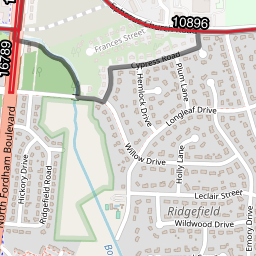 10896
16789
Frances Street
Cypress Road
Hemlock Drive
Plum Lane
Longleaf Drive
Willow Drive
Holly Lane
Hickory Drive
Ridgefield Road
Leclair Street
Ridgefield
Wildwood Drive
Emory Drive
North Fordham Boulevard
Bo